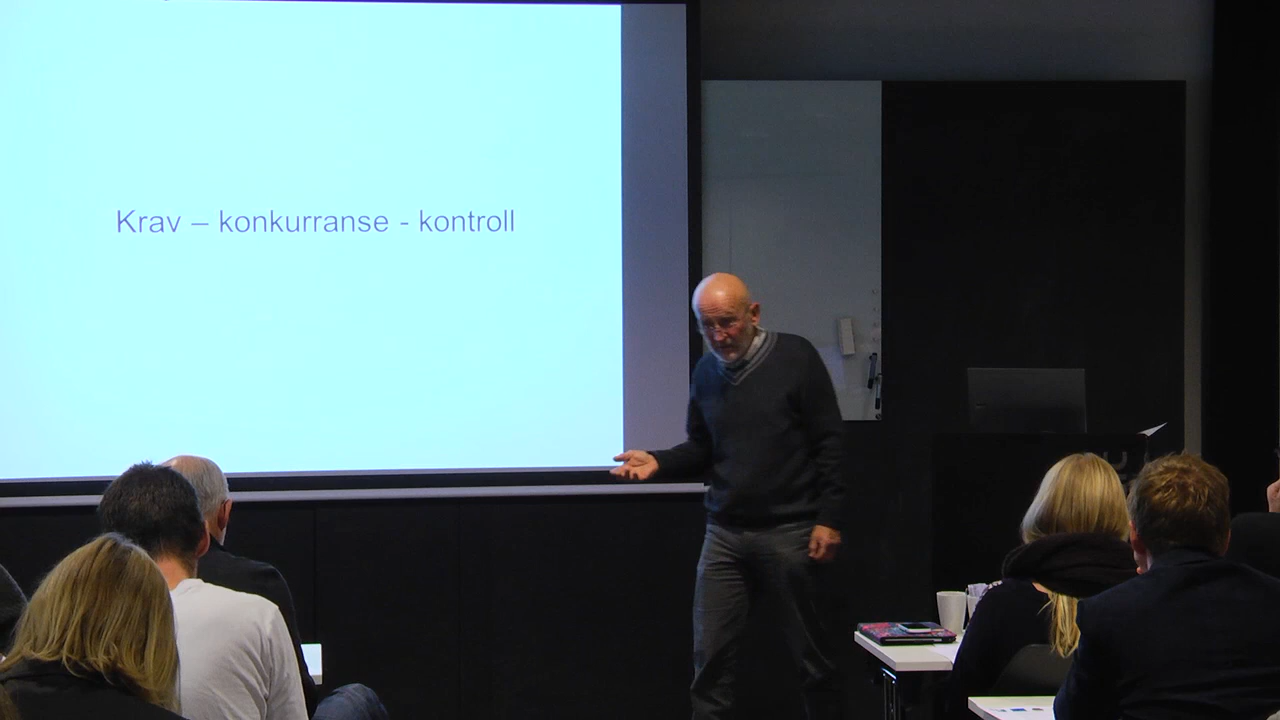 Krav – konkurranse - kontroll